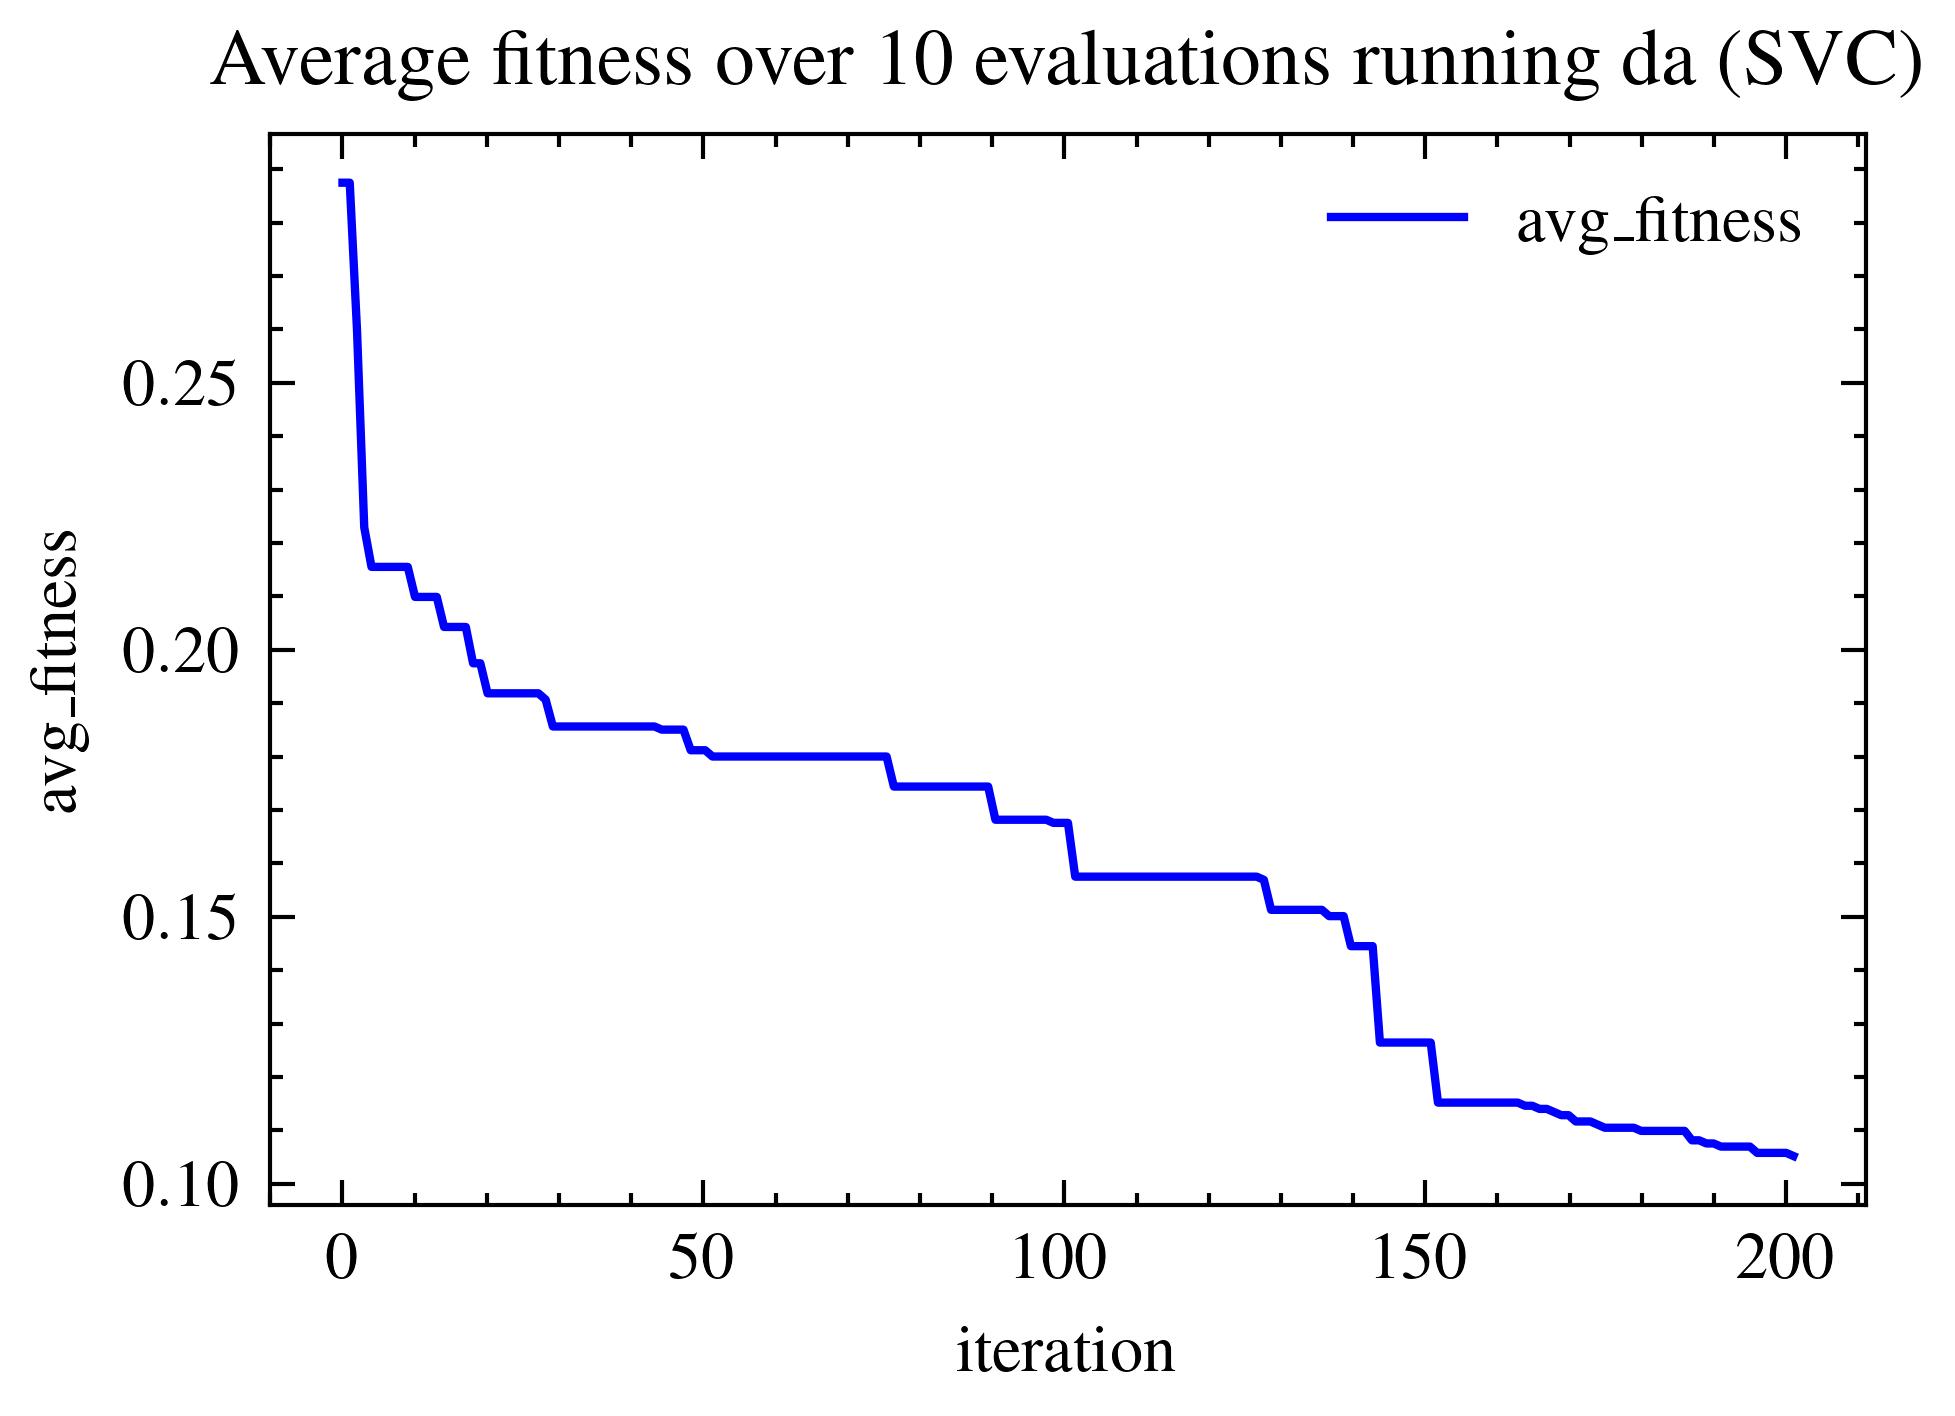 Average fitness over 10 evaluations running da (SVC)
avg_fitness
0.25
0.20
0.15
0.10
avg_fitness
0 50 100 150 200
iteration